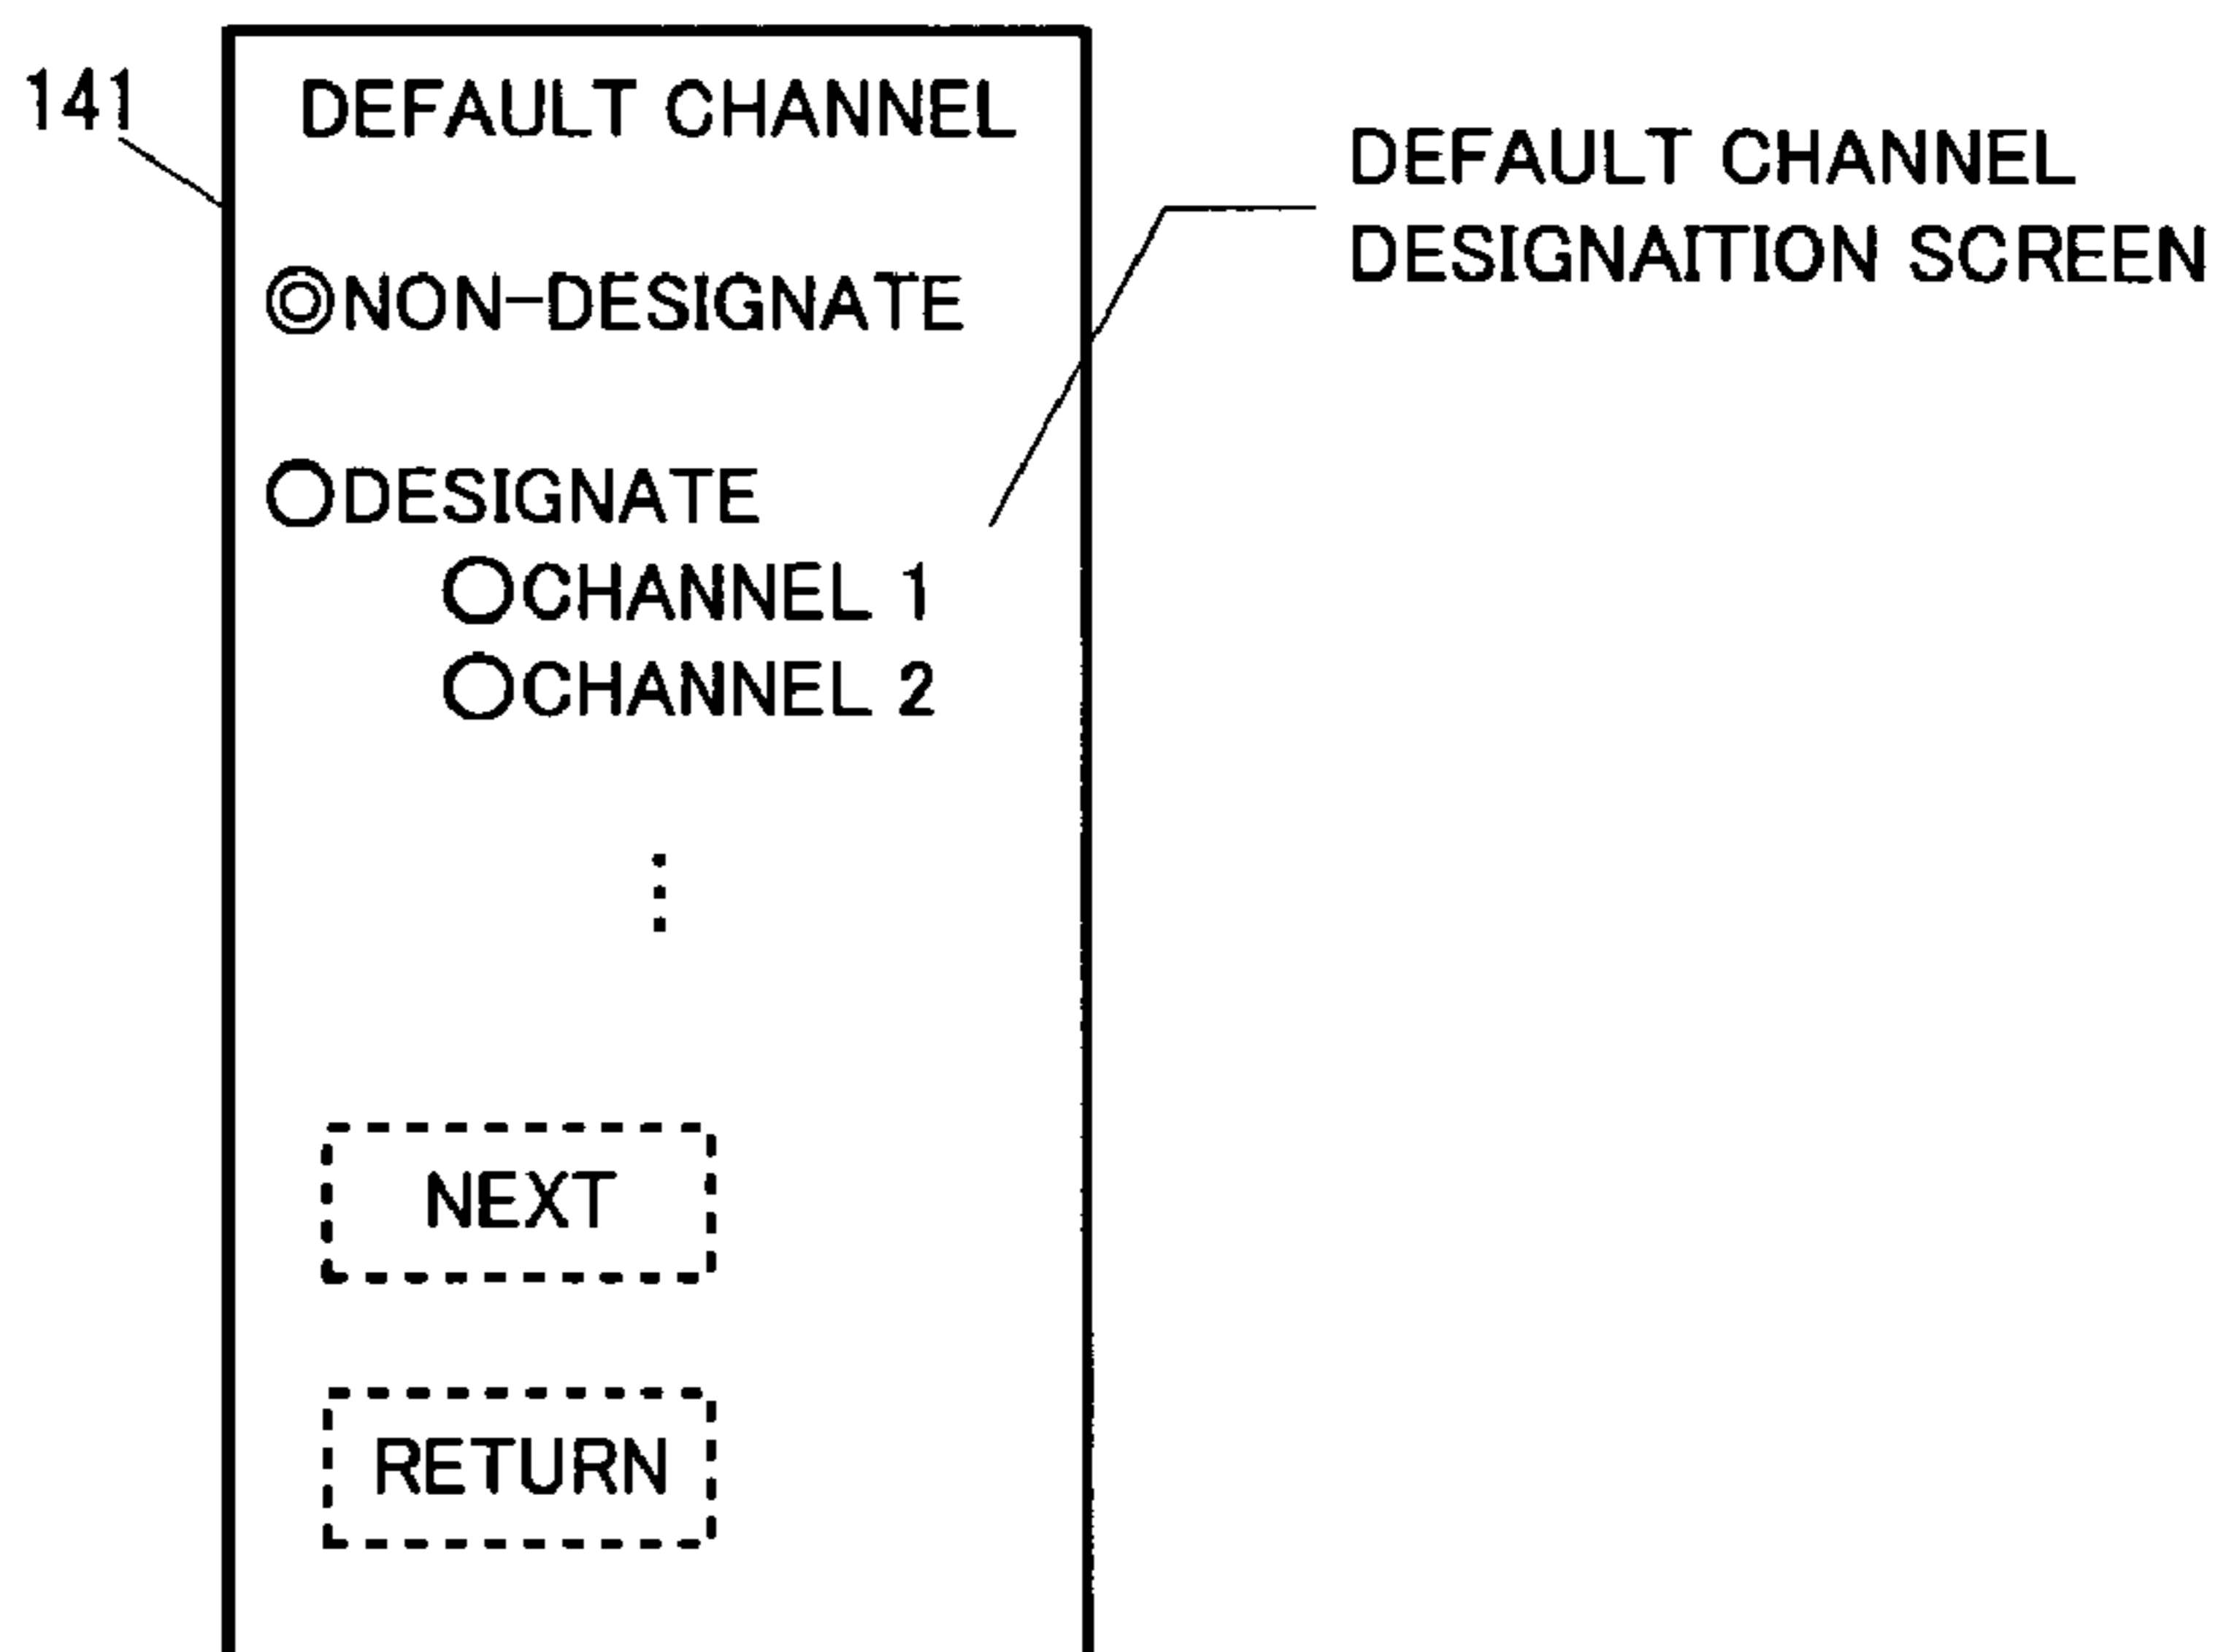 141
DEFAULT CHANNEL
◎NON-DESIGNATE
○DESIGNATE
○CHANNEL 1
○CHANNEL 2
⋮
NEXT
RETURN
DEFAULT CHANNEL
DESIGNAITION SCREEN